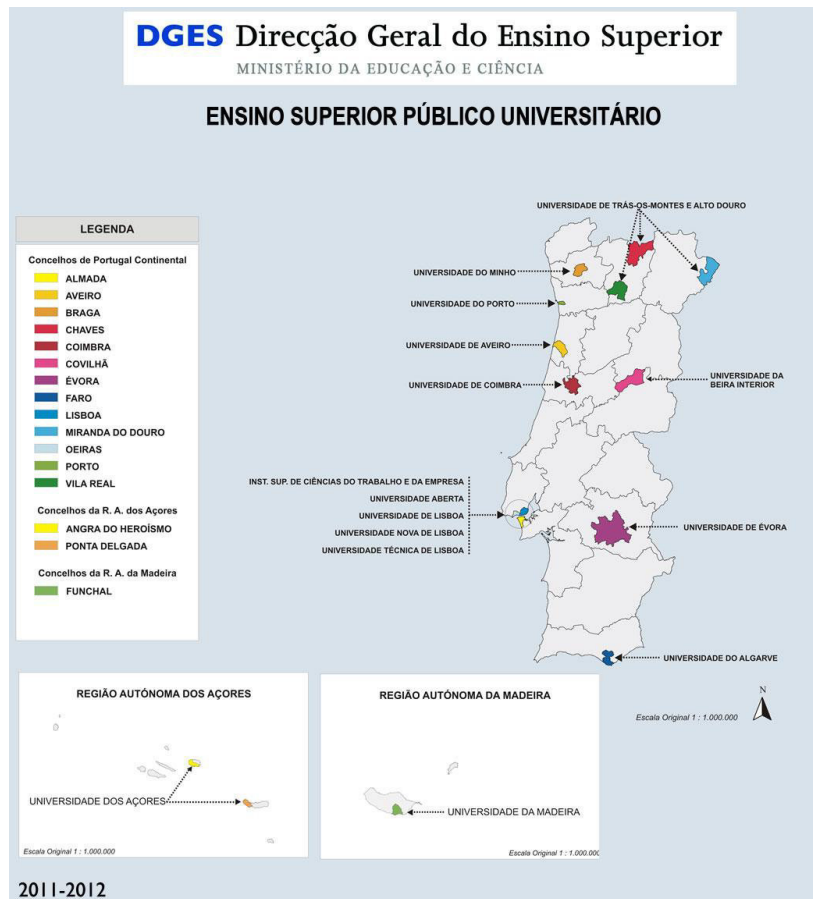 DGES Direcção Geral do Ensino Superior
MINISTÉRIO DA EDUCAÇÃO E CIÊNCIA
ENSINO SUPERIOR PÚBLICO UNIVERSITÁRIO
LEGENDA
Concelhos de Portugal Continental
ALMADA
AVEIRO
BRAGA
CHAVES
COIMBRA
COVILHÃ
ÉVORA
FARO
LISBOA
MIRANDA DO DOURO
OEIRAS
PORTO
VILA REAL
Concelhos da R. A. dos Açores
ANGRA DO HEROÍSMO
PONTA DELGADA
Concelhos da R. A. da Madeira
FUNCHAL
UNIVERSIDADE DE TRÁS-OS-MONTES E ALTO DOURO
UNIVERSIDADE DO MINHO
UNIVERSIDADE DO PORTO
UNIVERSIDADE DE AVEIRO
UNIVERSIDADE DE COIMBRA
UNIVERSIDADE DA
BEIRA INTERIOR
INST. SUP. DE CIÊNCIAS DO TRABALHO E DA EMPRESA
UNIVERSIDADE ABERTA
UNIVERSIDADE DE LISBOA
UNIVERSIDADE NOVA DE LISBOA
UNIVERSIDADE TÉCNICA DE LISBOA
UNIVERSIDADE DE ÉVORA
UNIVERSIDADE DO ALGARVE
N
Escala Original 1 : 1.000.000
REGIÃO AUTÓNOMA DOS AÇORES
UNIVERSIDADE DOS AÇORES
Escala Original 1 : 1.000.000
REGIÃO AUTÓNOMA DA MADEIRA
UNIVERSIDADE DA MADEIRA
Escala Original 1 : 1.000.000
2011-2012